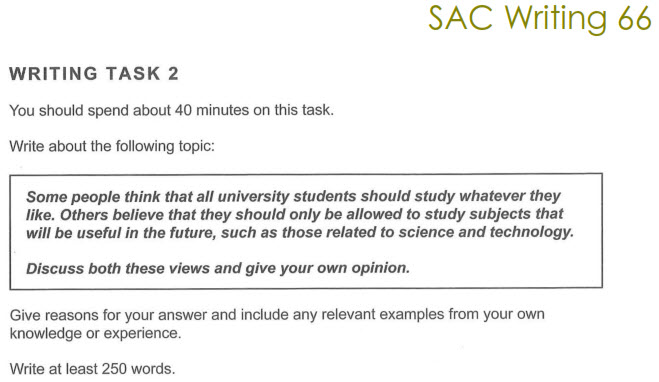 SAC Writing 66
WRITING TASK 2
You should spend about 40 minutes on this task.
Write about the following topic:
Some people think that all university students should study whatever they
like. Others believe that they should only be allowed to study subjects that
will be useful in the future, such as those related to science and technology.
Discuss both these views and give your own opinion.
Give reasons for your answer and include any relevant examples from your own
knowledge or experience.
Write at least 250 words.